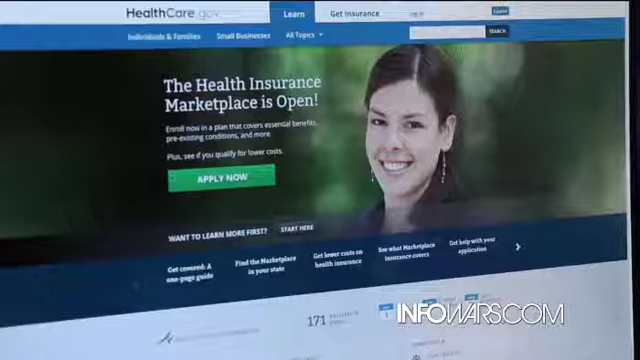 HealthCare.gov
Learn
Get Insurance
Individuals & Families
Small Businesses
All Topics
SEARCH
The Health Insurance
Marketplace is Open!
Enroll now in a plan that covers essential benefits,
pre-existing conditions, and more.
Plus, see if you qualify for lower costs.
APPLY NOW
WANT TO LEARN MORE FIRST?
START HERE
Get covered: A
one-page guide
Find the Marketplace
in your state
Get lower costs on
health insurance
See what Marketplace
insurance covers
Get help with your
application
171
INFOWARS.COM